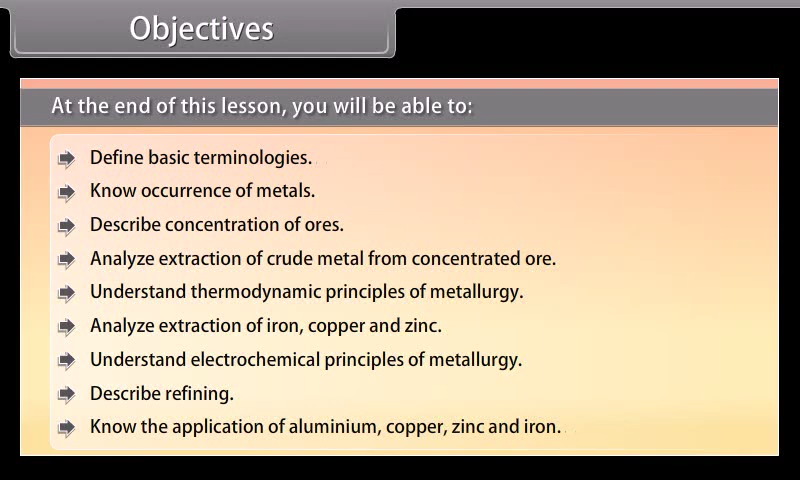 Objectives
At the end of this lesson, you will be able to:
Define basic terminologies.
Know occurrence of metals.
Describe concentration of ores.
Analyze extraction of crude metal from concentrated ore.
Understand thermodynamic principles of metallurgy.
Analyze extraction of iron, copper and zinc.
Understand electrochemical principles of metallurgy.
Describe refining.
Know the application of aluminium, copper, zinc and iron.